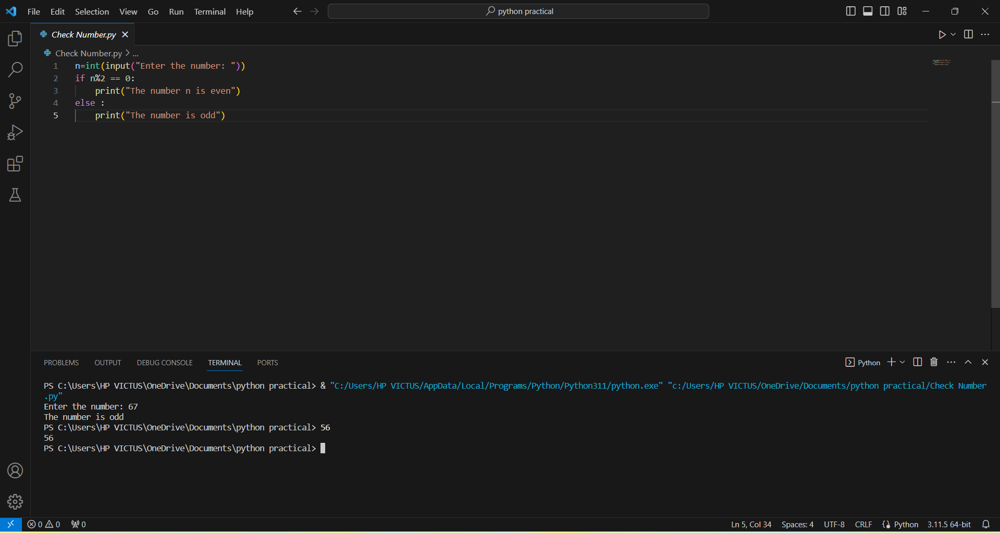 File Edit Selection View Go Run Terminal Help python practical
Check Number.py
Check Number.py > ...
1 n=int(input("Enter the number: "))
2 if n%2 == 0:
3     print("The number n is even")
4 else :
5     print("The number is odd")
PROBLEMS OUTPUT DEBUG CONSOLE TERMINAL PORTS Python
PS C:\Users\HP VICTUS\OneDrive\Documents\python practical> & "C:/Users/HP VICTUS/AppData/Local/Programs/Python/Python311/python.exe" "c:/Users/HP VICTUS/OneDrive/Documents/python practical/Check Number
.py"
Enter the number: 67
The number is odd
PS C:\Users\HP VICTUS\OneDrive\Documents\python practical> 56
56
PS C:\Users\HP VICTUS\OneDrive\Documents\python practical>
0 0 0 Ln 5, Col 34 Spaces: 4 UTF-8 CRLF Python 3.11.5 64-bit